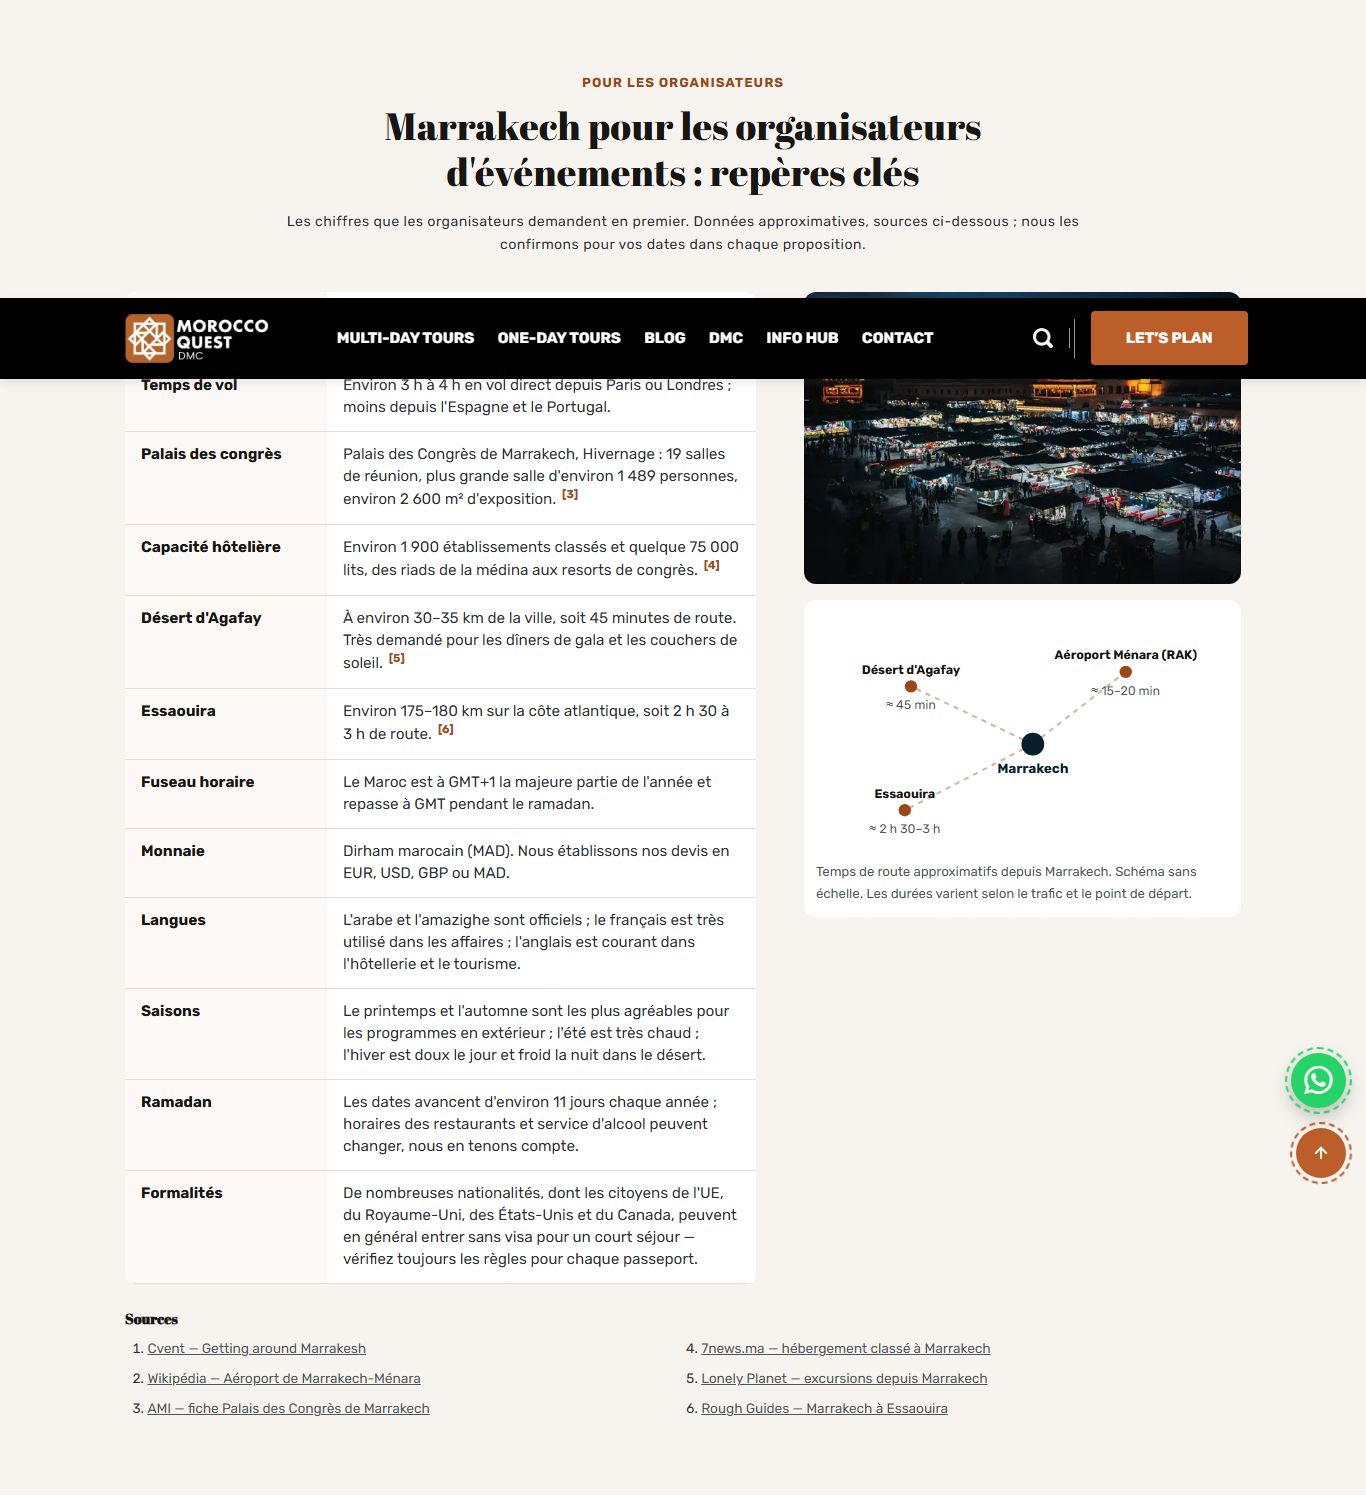 POUR LES ORGANISATEURS
Marrakech pour les organisateurs
d'événements : repères clés
Les chiffres que les organisateurs demandent en premier. Données approximatives, sources ci-dessous ; nous les
confirmons pour vos dates dans chaque proposition.
MOROCCO
QUEST
DMC
MULTI-DAY TOURS
ONE-DAY TOURS
BLOG
DMC
INFO HUB
CONTACT
LET'S PLAN
Temps de vol
Environ 3 h à 4 h en vol direct depuis Paris ou Londres ;
moins depuis l'Espagne et le Portugal.
Palais des congrès
Palais des Congrès de Marrakech, Hivernage : 19 salles
de réunion, plus grande salle d'environ 1 489 personnes,
environ 2 600 m² d'exposition. [3]
Capacité hôtelière
Environ 1 900 établissements classés et quelque 75 000
lits, des riads de la médina aux resorts de congrès. [4]
Désert d'Agafay
À environ 30–35 km de la ville, soit 45 minutes de route.
Très demandé pour les dîners de gala et les couchers de
soleil. [5]
Essaouira
Environ 175–180 km sur la côte atlantique, soit 2 h 30 à
3 h de route. [6]
Fuseau horaire
Le Maroc est à GMT+1 la majeure partie de l'année et
repasse à GMT pendant le ramadan.
Monnaie
Dirham marocain (MAD). Nous établissons nos devis en
EUR, USD, GBP ou MAD.
Langues
L'arabe et l'amazighe sont officiels ; le français est très
utilisé dans les affaires ; l'anglais est courant dans
l'hôtellerie et le tourisme.
Saisons
Le printemps et l'automne sont les plus agréables pour
les programmes en extérieur ; l'été est très chaud ;
l'hiver est doux le jour et froid la nuit dans le désert.
Ramadan
Les dates avancent d'environ 11 jours chaque année ;
horaires des restaurants et service d'alcool peuvent
changer, nous en tenons compte.
Formalités
De nombreuses nationalités, dont les citoyens de l'UE,
du Royaume-Uni, des États-Unis et du Canada, peuvent
en général entrer sans visa pour un court séjour —
vérifiez toujours les règles pour chaque passeport.
Aéroport Ménara (RAK)
≈ 15–20 min
Désert d'Agafay
≈ 45 min
Marrakech
Essaouira
≈ 2 h 30–3 h
Temps de route approximatifs depuis Marrakech. Schéma sans
échelle. Les durées varient selon le trafic et le point de départ.
Sources
1. Cvent — Getting around Marrakesh
2. Wikipédia — Aéroport de Marrakech-Ménara
3. AMI — fiche Palais des Congrès de Marrakech
4. 7news.ma — hébergement classé à Marrakech
5. Lonely Planet — excursions depuis Marrakech
6. Rough Guides — Marrakech à Essaouira